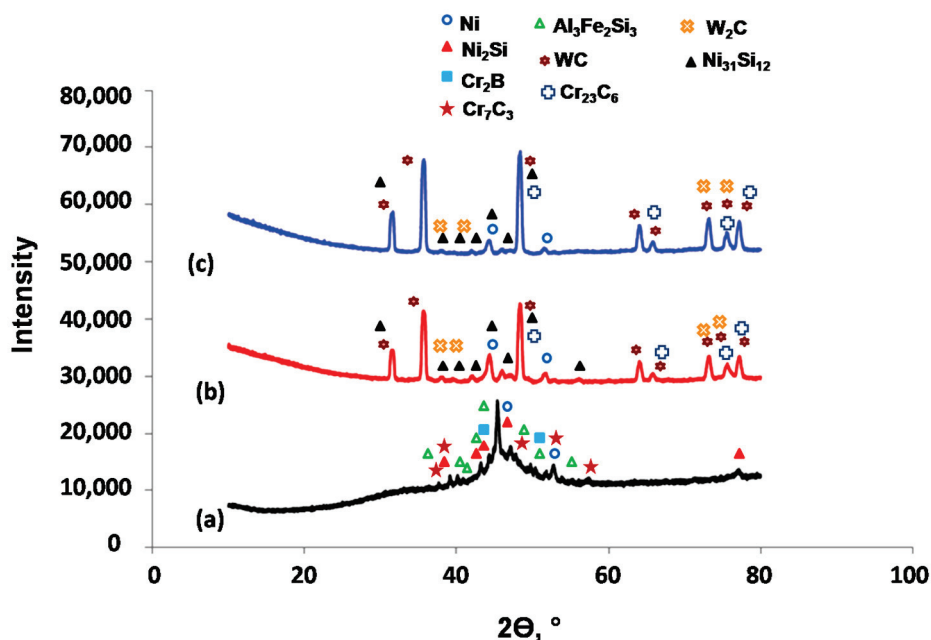 Ni
Al₃Fe₂Si₃
W₂C
Ni₂Si
WC
Ni₃₁Si₁₂
Cr₂B
Cr₂₃C₆
Cr₇C₃
80,000
70,000
60,000
50,000
40,000
30,000
20,000
10,000
0
Intensity
(c)
(b)
(a)
0
20
40
60
80
100
2Θ, °